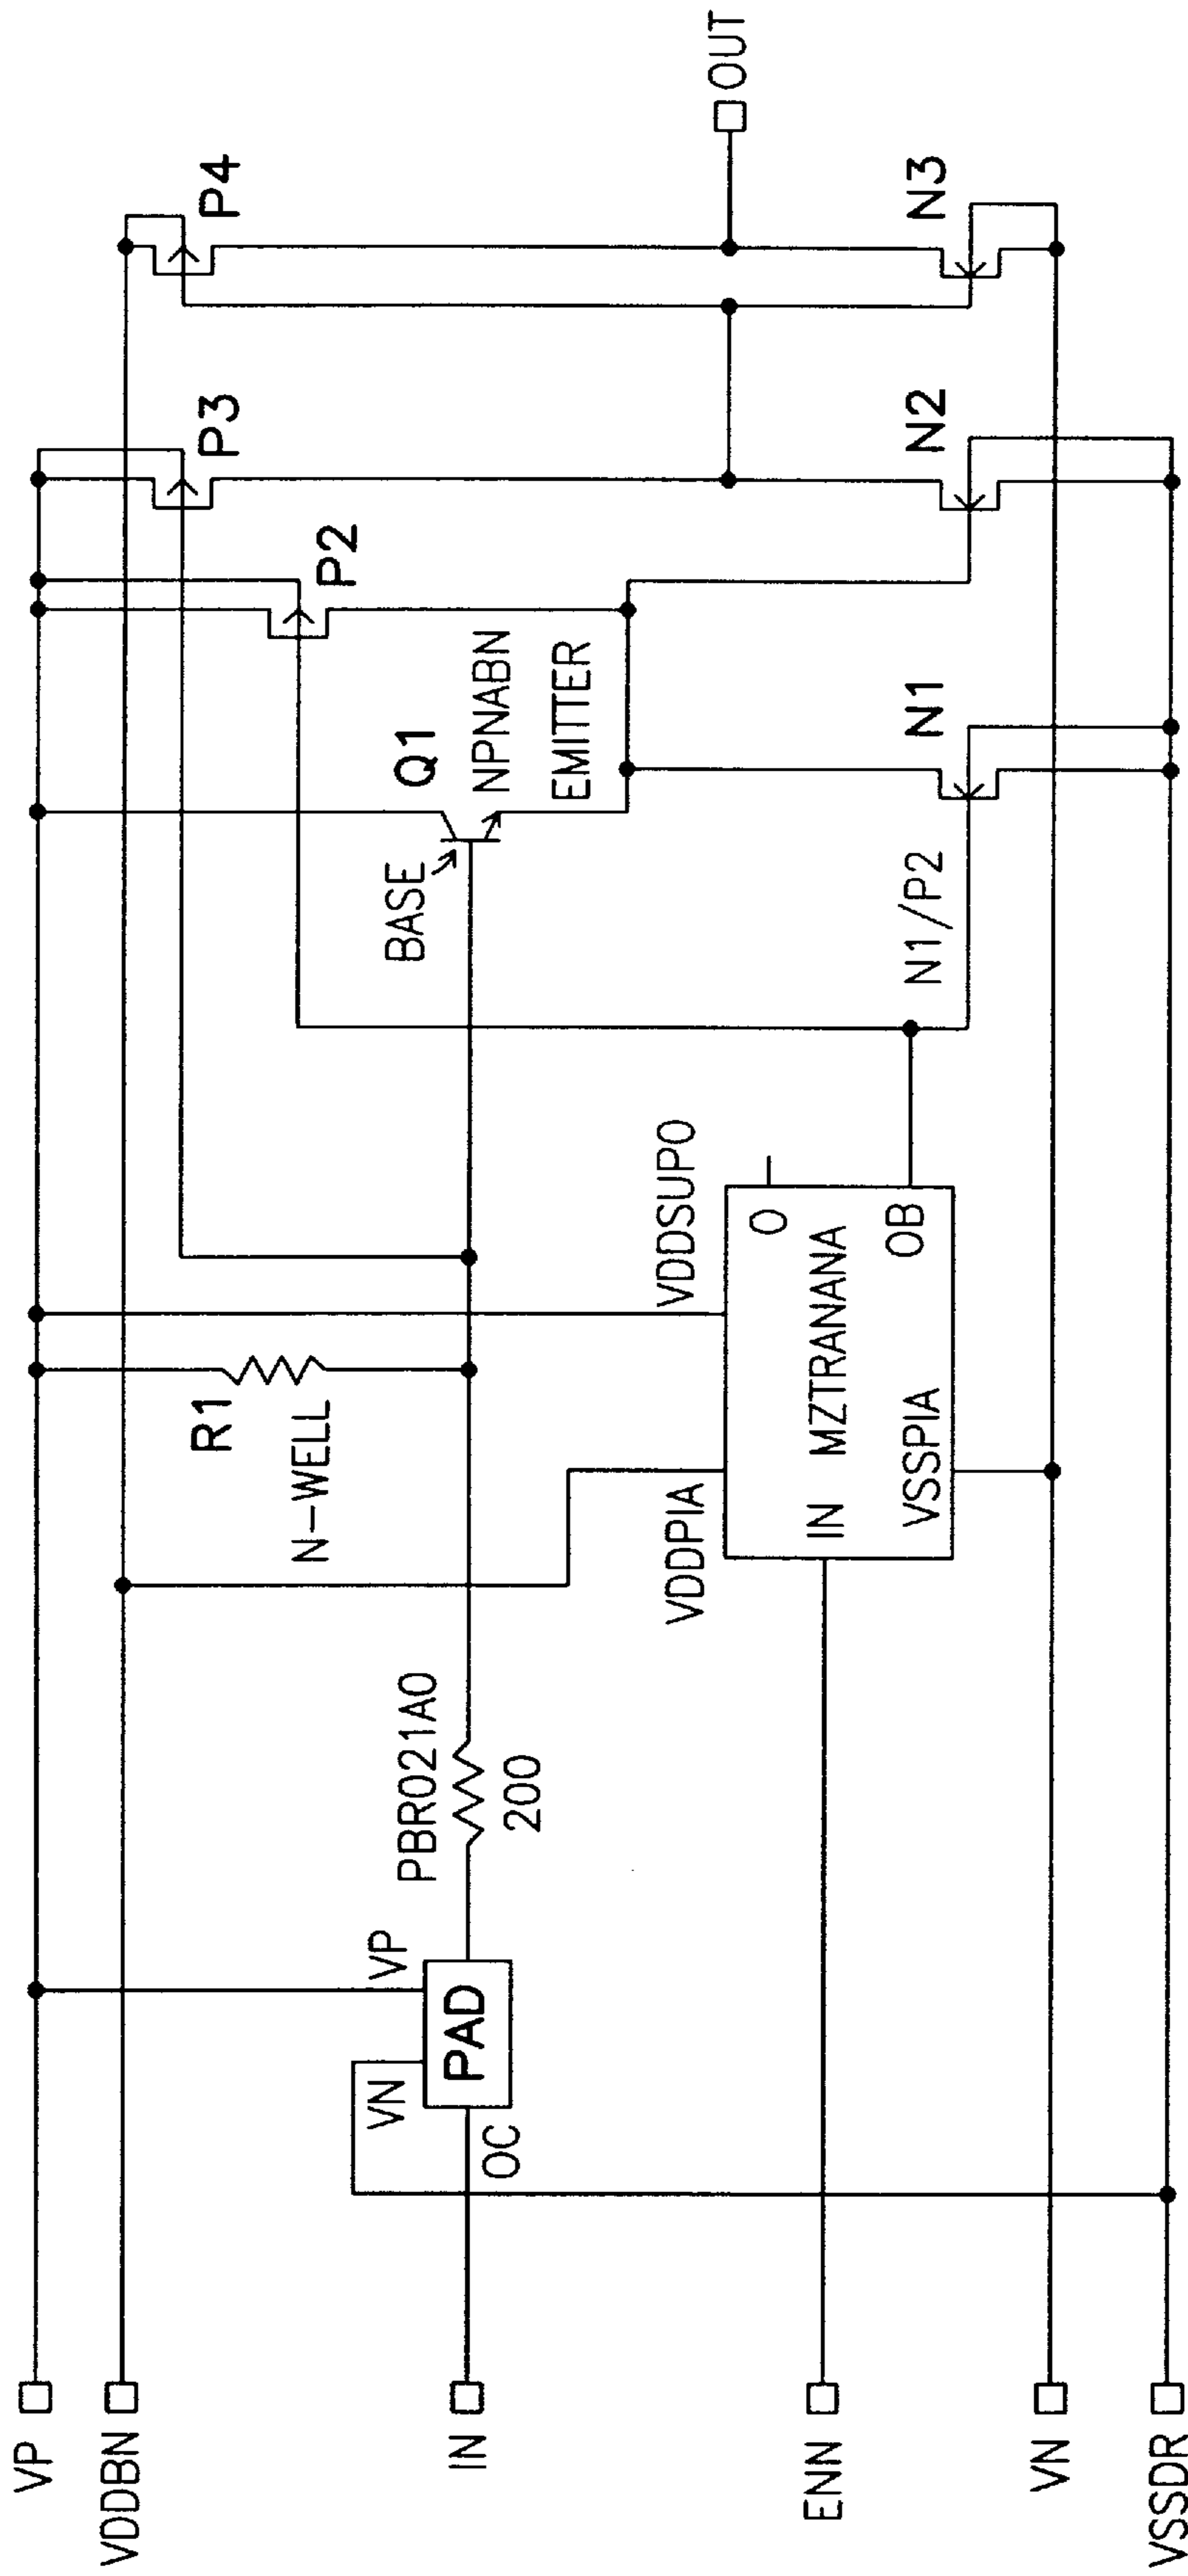 VP
VDDBN
IN
ENN
VN
VSSDR
VN
VP
PAD
OC
PBR021A0
200
R1
N-WELL
VDDPIA
VDDSUPO
IN
MZTRANANA
O
OB
VSSPIA
BASE
Q1
NPNABN
EMITTER
N1/P2
N1
P2
P3
N2
P4
N3
OUT